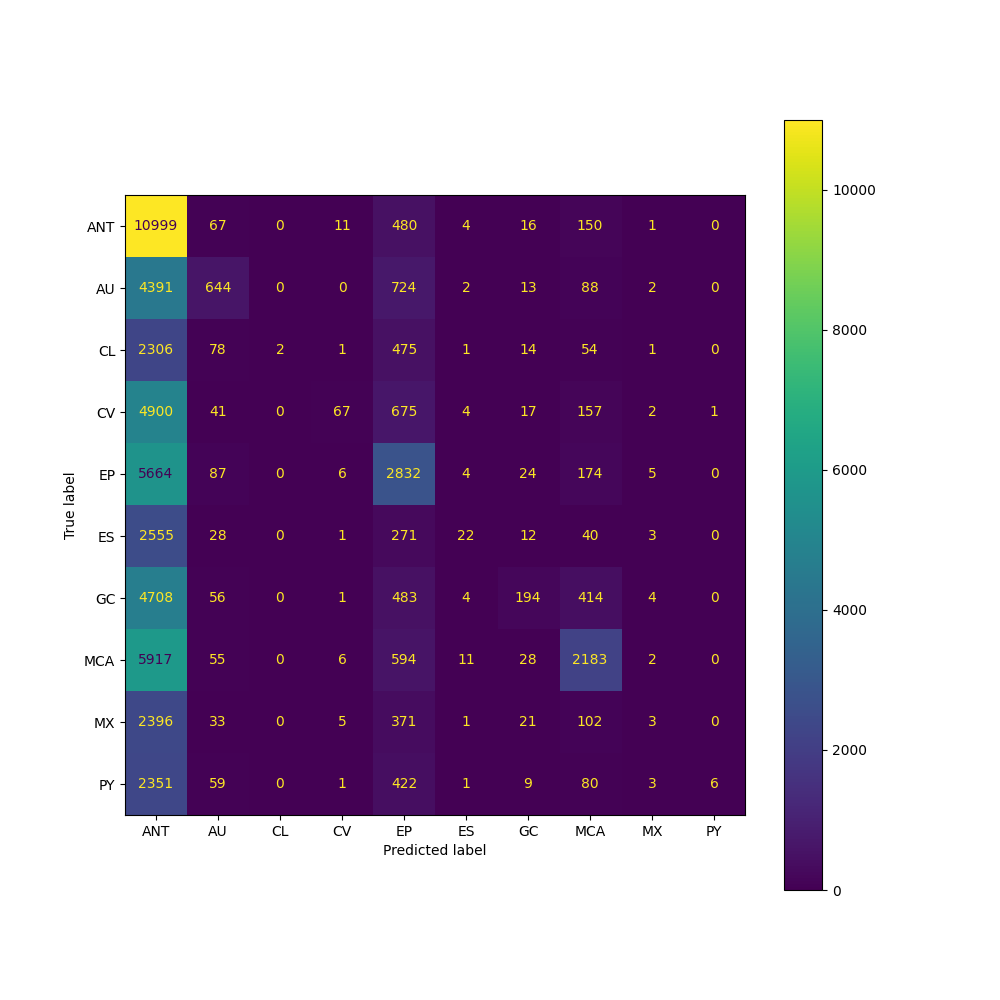 ANT 10999 67 0 11 480 4 16 150 1 0
AU 4391 644 0 0 724 2 13 88 2 0
CL 2306 78 2 1 475 1 14 54 1 0
CV 4900 41 0 67 675 4 17 157 2 1
EP 5664 87 0 6 2832 4 24 174 5 0
ES 2555 28 0 1 271 22 12 40 3 0
GC 4708 56 0 1 483 4 194 414 4 0
MCA 5917 55 0 6 594 11 28 2183 2 0
MX 2396 33 0 5 371 1 21 102 3 0
PY 2351 59 0 1 422 1 9 80 3 6
ANT AU CL CV EP ES GC MCA MX PY
Predicted label
True label
10000
8000
6000
4000
2000
0